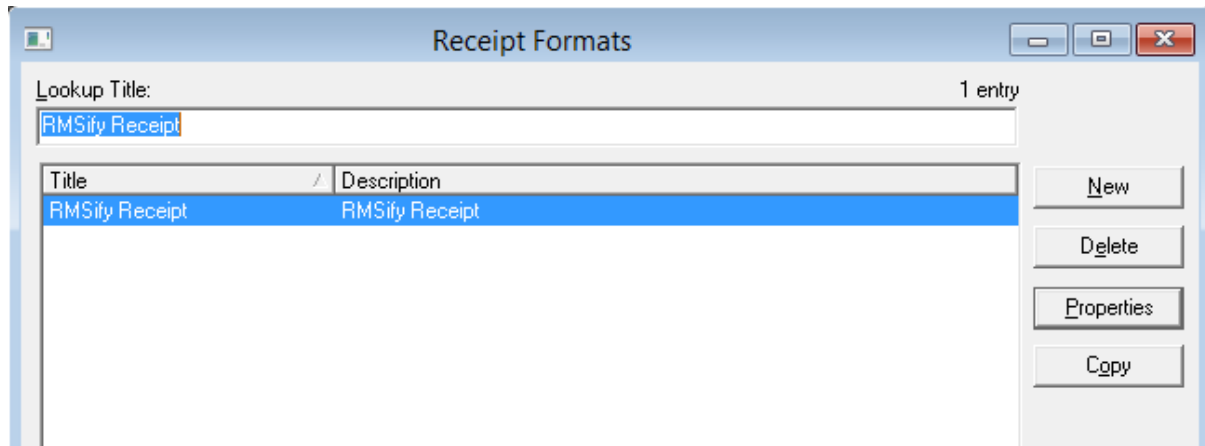 Receipt Formats
Lookup Title:
1 entry
RMSify Receipt
Title Description
RMSify Receipt RMSify Receipt
New
Delete
Properties
Copy